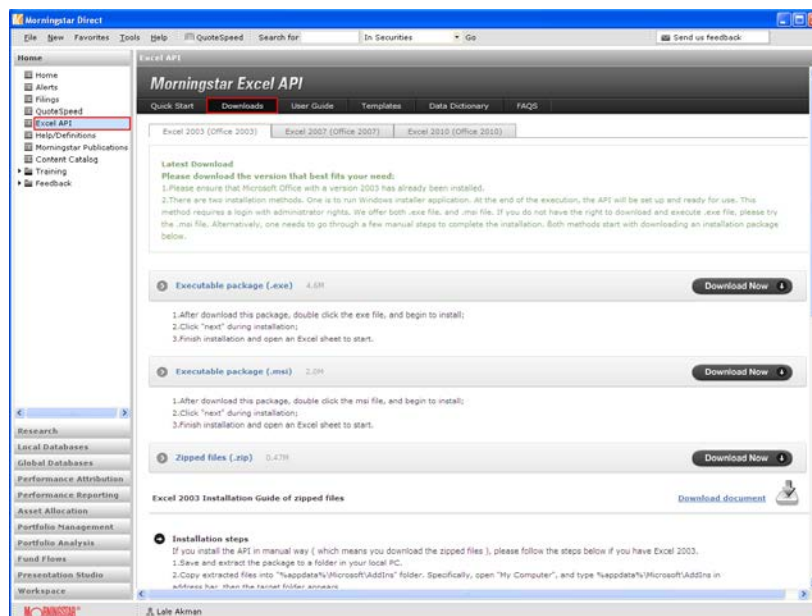 Morningstar Direct
File New Favorites Tools Help QuoteSpeed Search for In Securities Go Send us feedback
Home
Home
Alerts
Filings
QuoteSpeed
Excel API
Help/Definitions
Morningstar Publications
Content Catalog
Training
Feedback
Research
Local Databases
Global Databases
Performance Attribution
Performance Reporting
Asset Allocation
Portfolio Management
Portfolio Analysis
Fund Flows
Presentation Studio
Workspace
Excel API
Morningstar Excel API
Quick Start Downloads User Guide Templates Data Dictionary FAQS
Excel 2003 (Office 2003) Excel 2007 (Office 2007) Excel 2010 (Office 2010)
Latest Download
Please download the version that best fits your need:
1.Please ensure that Microsoft Office with a version 2003 has already been installed.
2.There are two installation methods. One is to run Windows installer application. At the end of the execution, the API will be set up and ready for use. This
method requires a login with administrator rights. We offer both .exe file. and .msi file. If you do not have the right to download and execute .exe file, please try
the .msi file. Alternatively, one needs to go through a few manual steps to complete the installation. Both methods start with downloading an installation package
below.
Executable package (.exe) 4.6M Download Now
1.After download this package, double click the exe file, and begin to install;
2.Click "next" during installation;
3.Finish installation and open an Excel sheet to start.
Executable package (.msi) 2.0M Download Now
1.After download this package, double click the msi file, and begin to install;
2.Click "next" during installation;
3.Finish installation and open an Excel sheet to start.
Zipped files (.zip) 0.47M Download Now
Excel 2003 Installation Guide of zipped files Download document
Installation steps
If you install the API in manual way ( which means you download the zipped files ), please follow the steps below if you have Excel 2003.
1.Save and extract the package to a folder in your local PC.
2.Copy extracted files into "%appdata%\Microsoft\AddIns" folder. Specifically, open "My Computer", and type %appdata%\Microsoft\AddIns in
address bar, then the target folder appears.
MORNINGSTAR Lale Akman